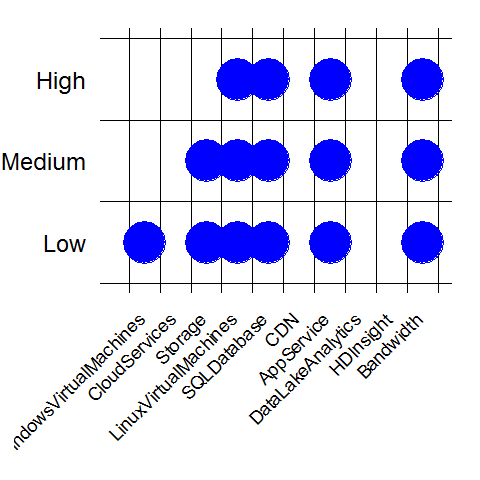 High
Medium
Low
ndowsVirtualMachines
CloudServices
Storage
LinuxVirtualMachines
SQLDatabase
CDN
AppService
DataLakeAnalytics
HDInsight
Bandwidth